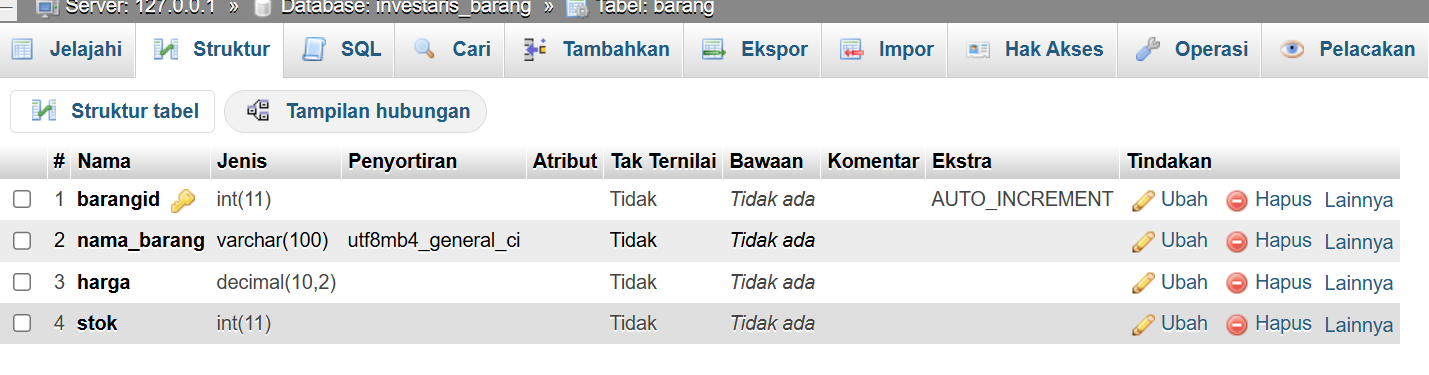 Server: 127.0.0.1 » Database: investaris_barang » Tabel: barang
Jelajahi Struktur SQL Cari Tambahkan Ekspor Impor Hak Akses Operasi Pelacakan
Struktur tabel Tampilan hubungan
# Nama Jenis Penyortiran Atribut Tak Ternilai Bawaan Komentar Ekstra Tindakan
1 barangid int(11) Tidak Tidak ada AUTO_INCREMENT Ubah Hapus Lainnya
2 nama_barang varchar(100) utf8mb4_general_ci Tidak Tidak ada Ubah Hapus Lainnya
3 harga decimal(10,2) Tidak Tidak ada Ubah Hapus Lainnya
4 stok int(11) Tidak Tidak ada Ubah Hapus Lainnya